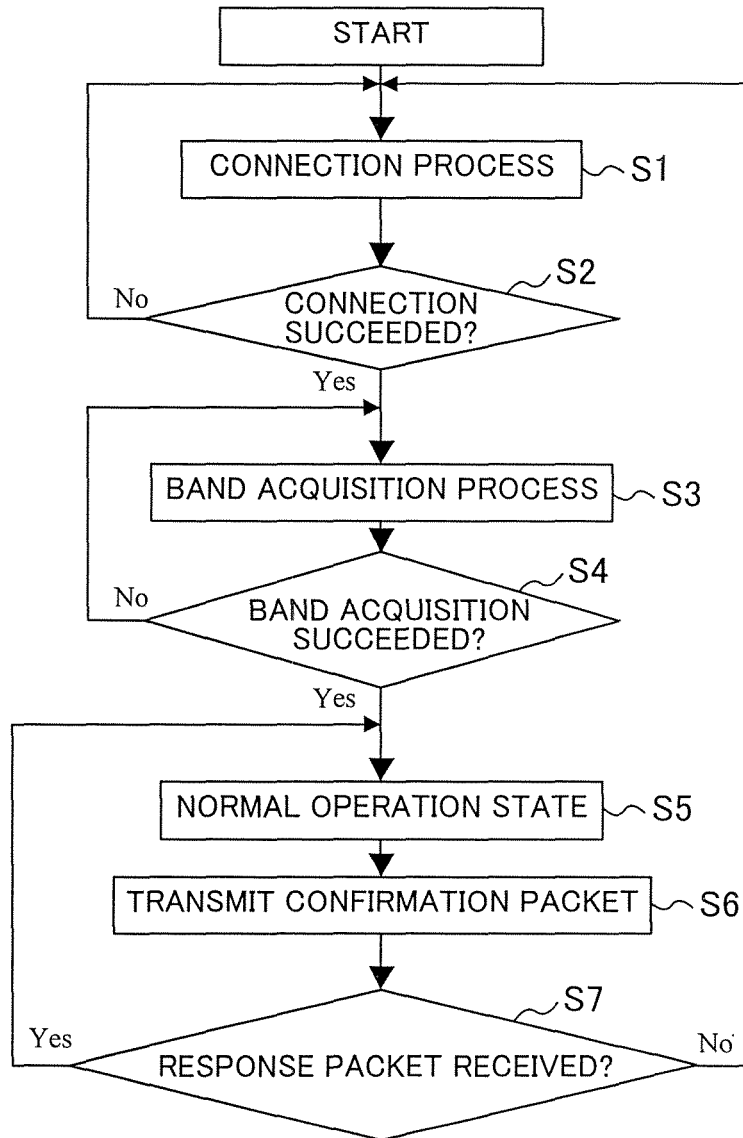 START
CONNECTION PROCESS
S1
S2
No
CONNECTION
SUCCEEDED?
Yes
BAND ACQUISITION PROCESS
S3
S4
No
BAND ACQUISITION
SUCCEEDED?
Yes
NORMAL OPERATION STATE
S5
TRANSMIT CONFIRMATION PACKET
S6
S7
Yes
RESPONSE PACKET RECEIVED?
No